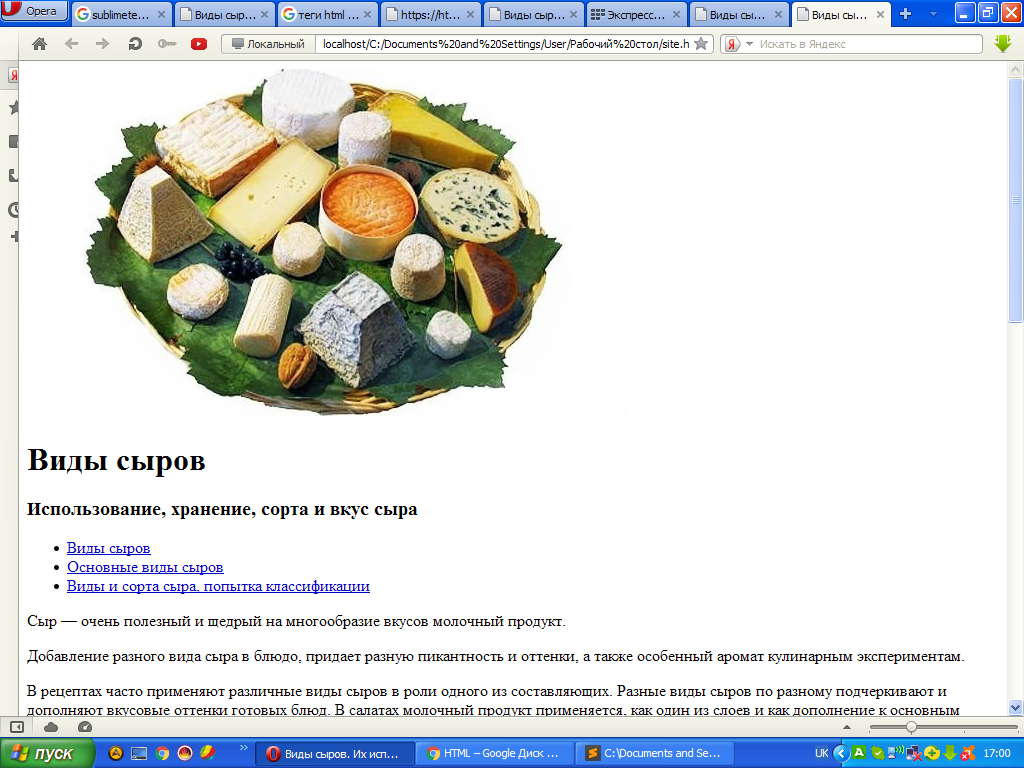 Opera
sublimete...
Виды сыр...
теги html ...
https://ht...
Виды сыр...
Экспресс...
Виды сы...
Виды сы...
Локальный
localhost/C:/Documents%20and%20Settings/User/Рабочий%20стол/site.h
Искать в Яндекс
Виды сыров
Использование, хранение, сорта и вкус сыра
Виды сыров
Основные виды сыров
Виды и сорта сыра, попытка классификации
Сыр — очень полезный и щедрый на многообразие вкусов молочный продукт.
Добавление разного вида сыра в блюдо, придает разную пикантность и оттенки, а также особенный аромат кулинарным экспериментам.
В рецептах часто применяют различные виды сыров в роли одного из составляющих. Разные виды сыров по разному подчеркивают и
дополняют вкусовые оттенки готовых блюд. В салатах молочный продукт применяется, как один из слоев и как дополнение к основным
пуск
Виды сыров. Их исп...
HTML – Google Диск ...
C:\Documents and Se...
UK
17:00